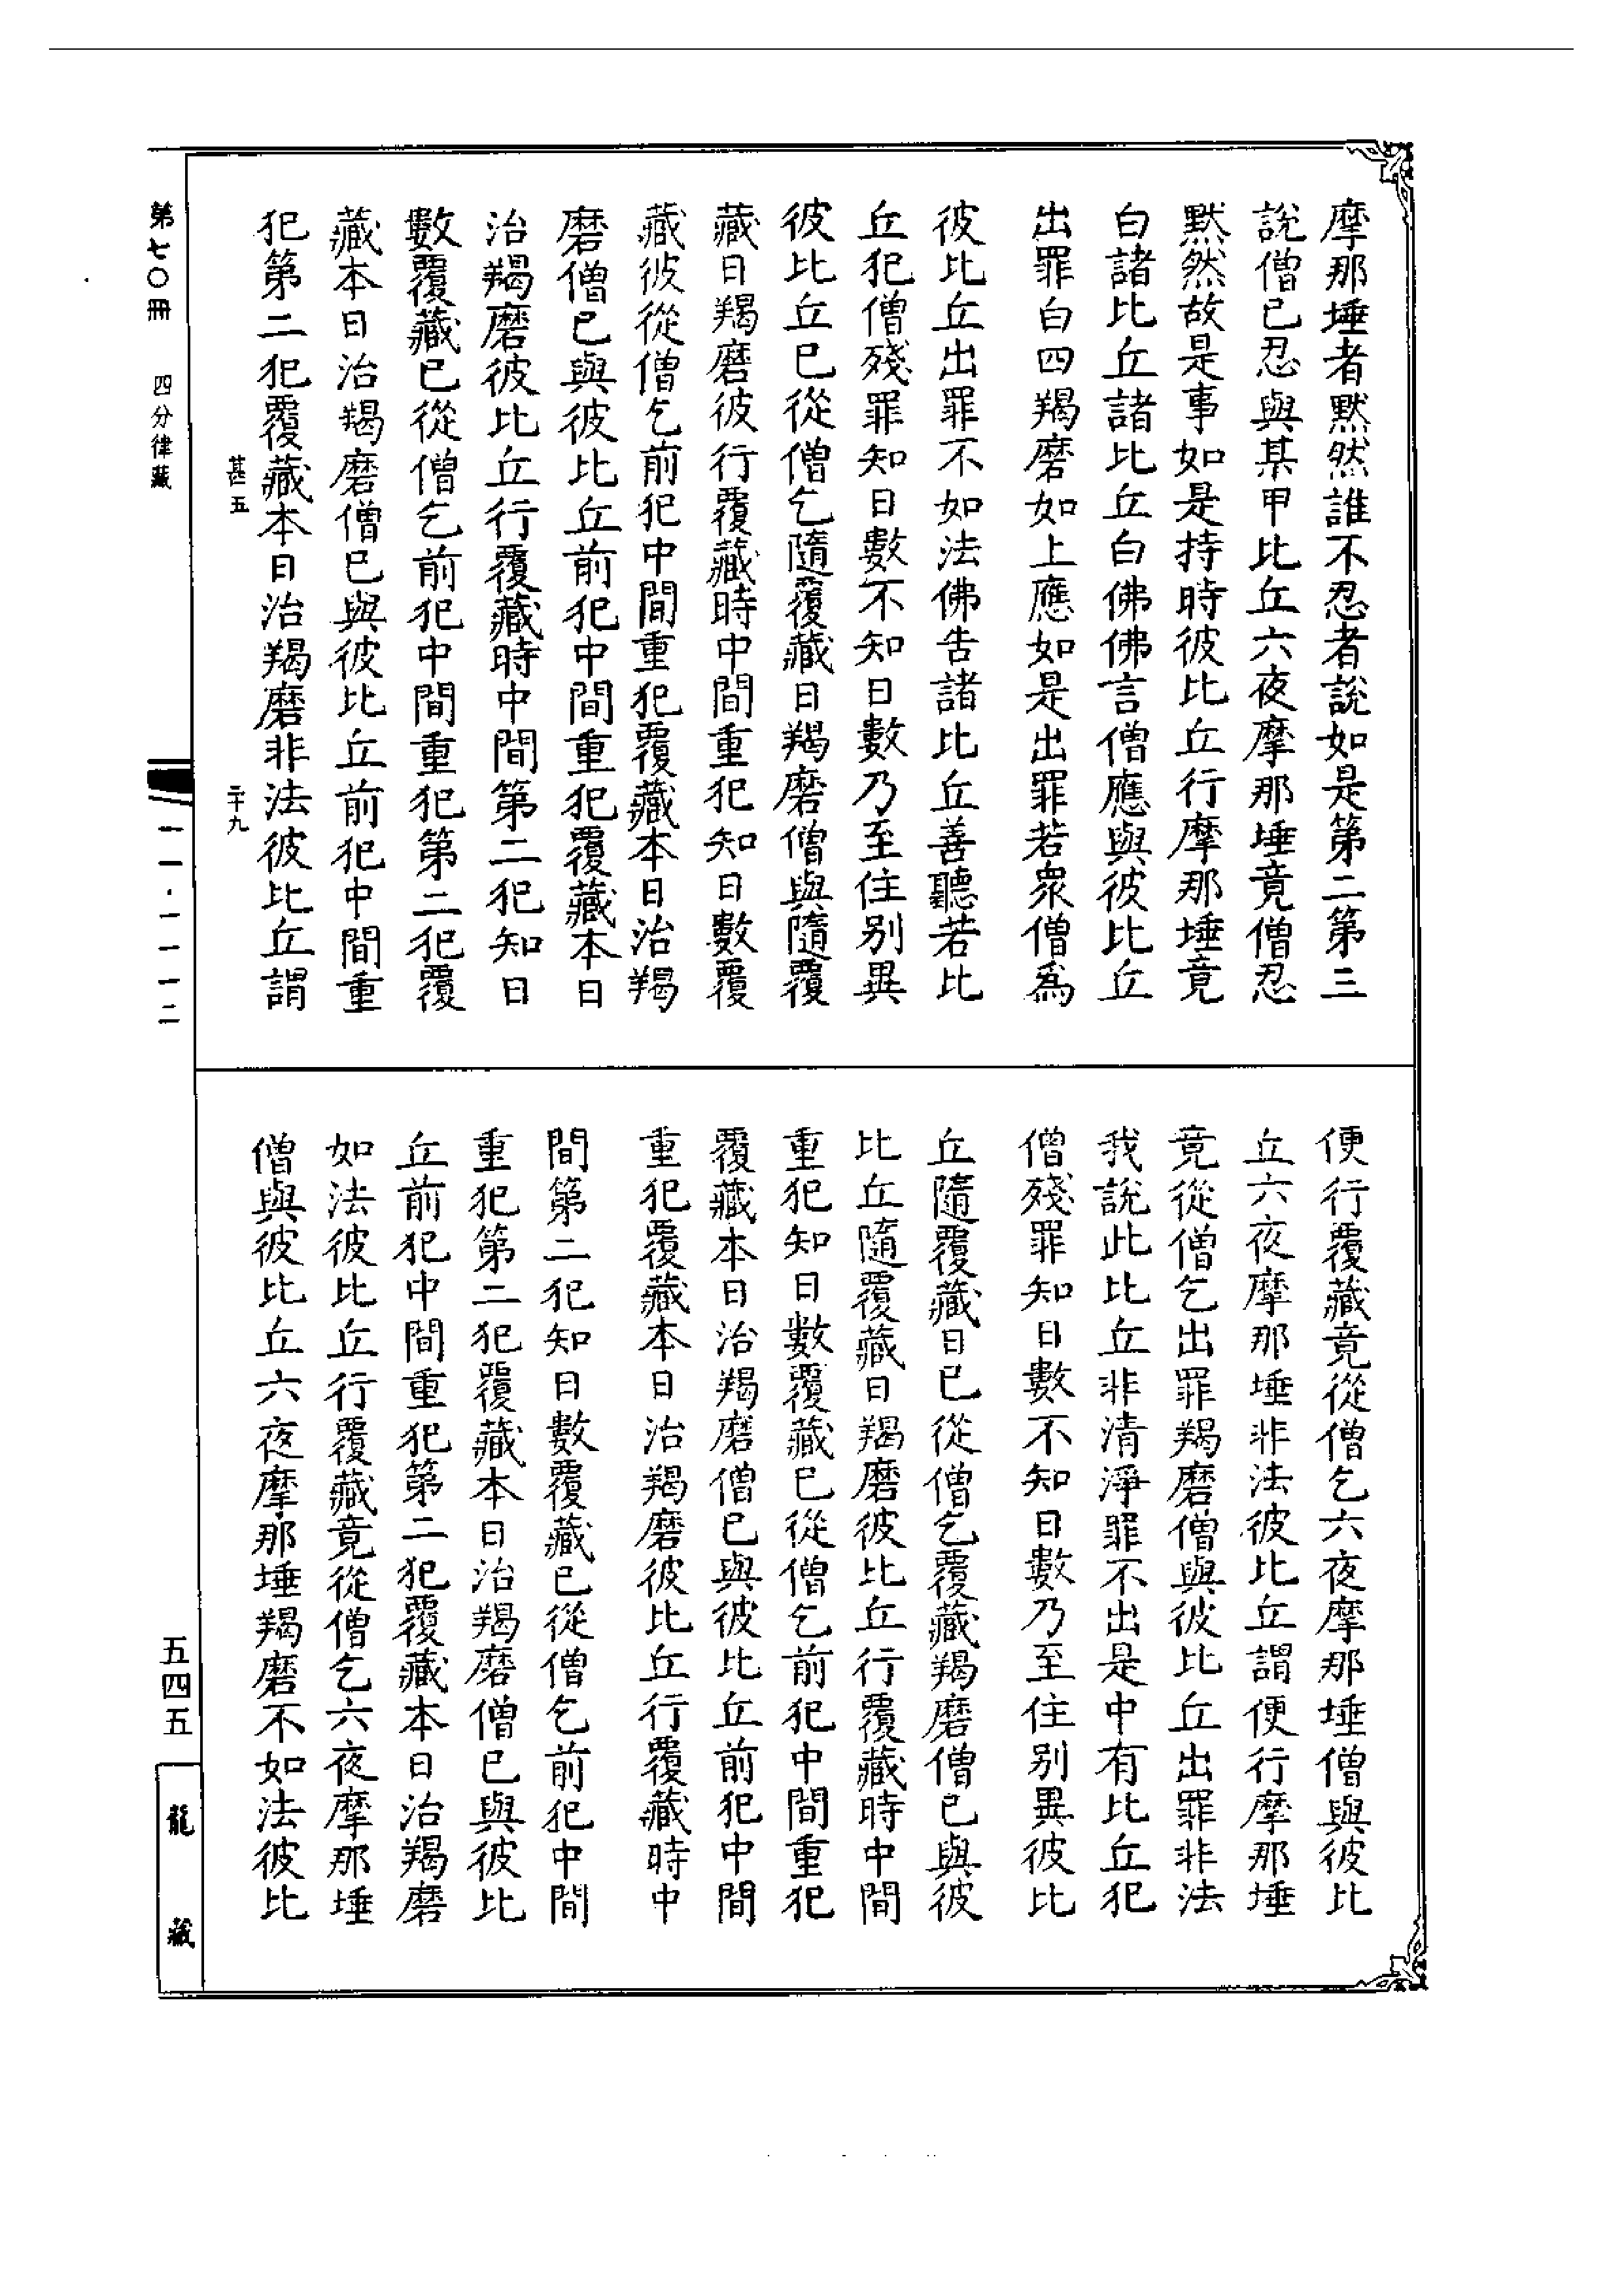 摩那埵者默然誰不忍者說如是第二第三
說僧已忍與某甲比丘六夜摩那埵竟僧忍
默然故是事如是持時彼比丘行摩那埵竟
白諸比丘諸比丘白佛佛言僧應與彼比丘
出罪白四羯磨如上應如是出罪若衆僧爲
彼比丘出罪不如法佛告諸比丘善聽若比
丘犯僧殘罪知日數不知日數乃至住別異
彼比丘已從僧乞隨覆藏日羯磨僧與隨覆
藏日羯磨彼行覆藏時中間重犯知日數覆
藏彼從僧乞前犯中間重犯覆藏本日治羯
磨僧已與彼比丘前犯中間重犯覆藏本日
治羯磨彼比丘行覆藏時中間第二犯知日
數覆藏已從僧乞前犯中間重犯第二犯覆
藏本日治羯磨僧已與彼比丘前犯中間重
犯第二犯覆藏本日治羯磨非法彼比丘謂
甚五
二十九
便行覆藏竟從僧乞六夜摩那埵僧與彼比
丘六夜摩那埵非法彼比丘謂便行摩那埵
竟從僧乞出罪羯磨僧與彼比丘出罪非法
我說此比丘非清淨罪不出是中有比丘犯
僧殘罪知日數不知日數乃至住別異彼比
丘隨覆藏日已從僧乞覆藏羯磨僧已與彼
比丘隨覆藏日羯磨彼比丘行覆藏時中間
重犯知日數覆藏已從僧乞前犯中間重犯
覆藏本日治羯磨僧已與彼比丘前犯中間
重犯覆藏本日治羯磨彼比丘行覆藏時中
間第二犯知日數覆藏已從僧乞前犯中間
重犯第二犯覆藏本日治羯磨僧已與彼比
丘前犯中間重犯第二犯覆藏本日治羯磨
如法彼比丘行覆藏竟從僧乞六夜摩那埵
僧與彼比丘六夜摩那埵羯磨不如法彼比
第七〇冊 四分律藏
一一·一一一二
五四五
龍藏